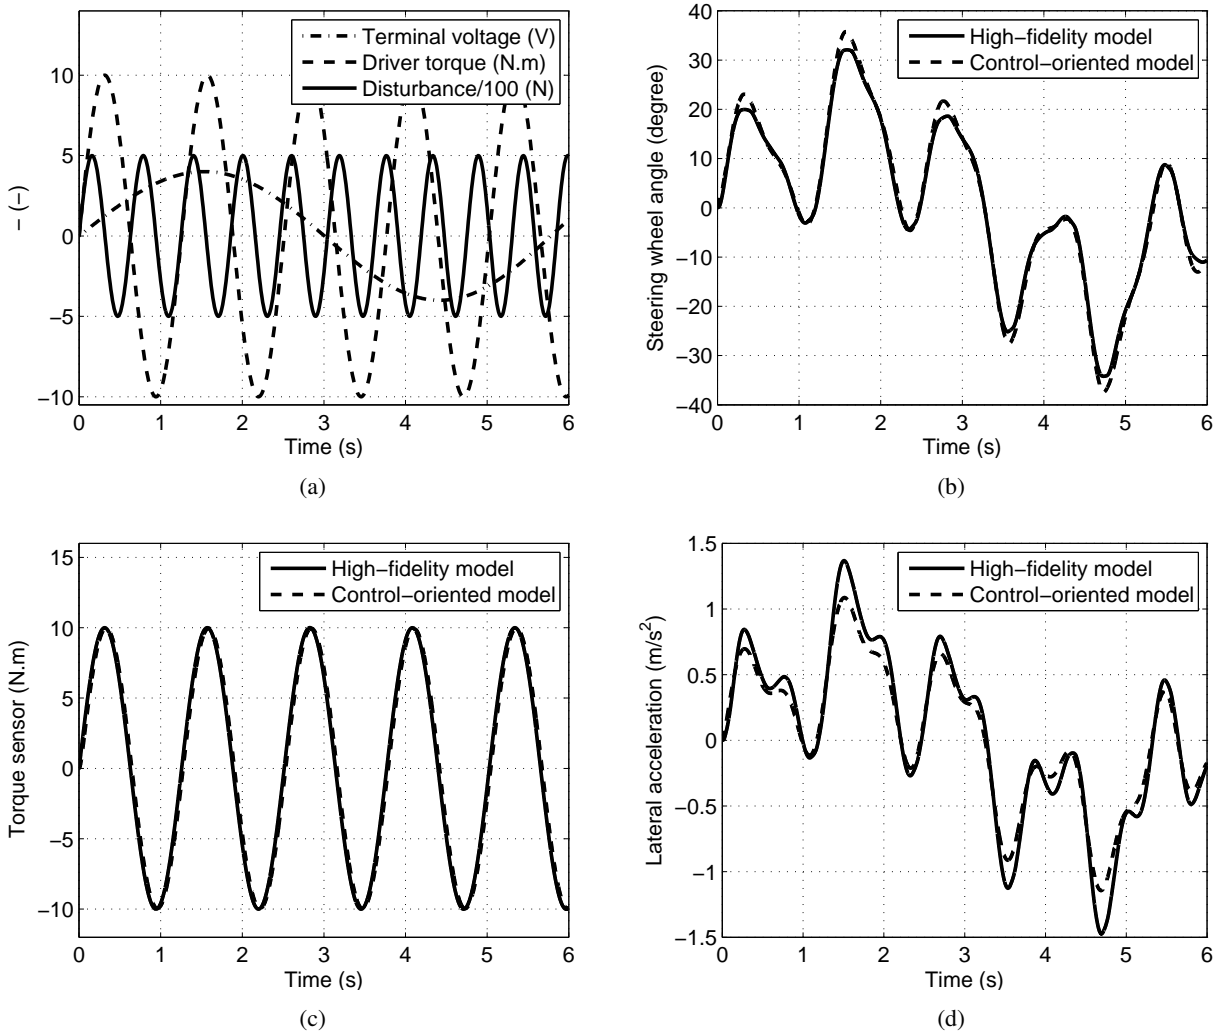 Terminal voltage (V)
Driver torque (N.m)
Disturbance/100 (N)
10
5
0
−5
−10
− (−)
0 1 2 3 4 5 6
Time (s)
(a)
High−fidelity model
Control−oriented model
40
30
20
10
0
−10
−20
−30
−40
Steering wheel angle (degree)
0 1 2 3 4 5 6
Time (s)
(b)
High−fidelity model
Control−oriented model
15
10
5
0
−5
−10
Torque sensor (N.m)
0 1 2 3 4 5 6
Time (s)
(c)
High−fidelity model
Control−oriented model
1.5
1
0.5
0
−0.5
−1
−1.5
Lateral acceleration (m/s²)
0 1 2 3 4 5 6
Time (s)
(d)